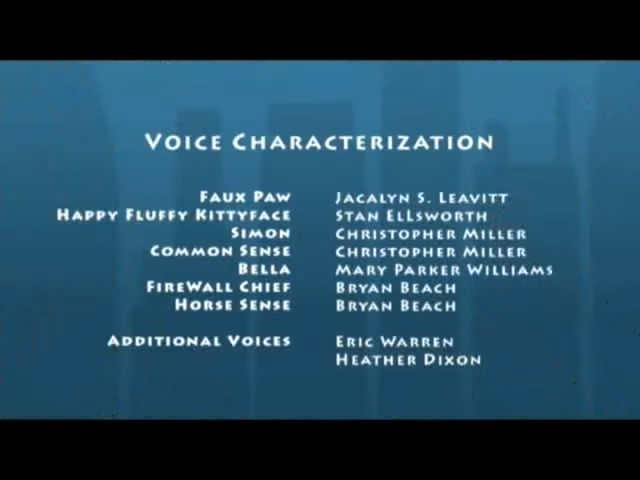 Voice Characterization
Faux Paw Jacalyn S. Leavitt
Happy Fluffy Kittyface Stan Ellsworth
Simon Christopher Miller
Common Sense Christopher Miller
Bella Mary Parker Williams
FireWall Chief Bryan Beach
Horse Sense Bryan Beach
Additional Voices Eric Warren
Heather Dixon